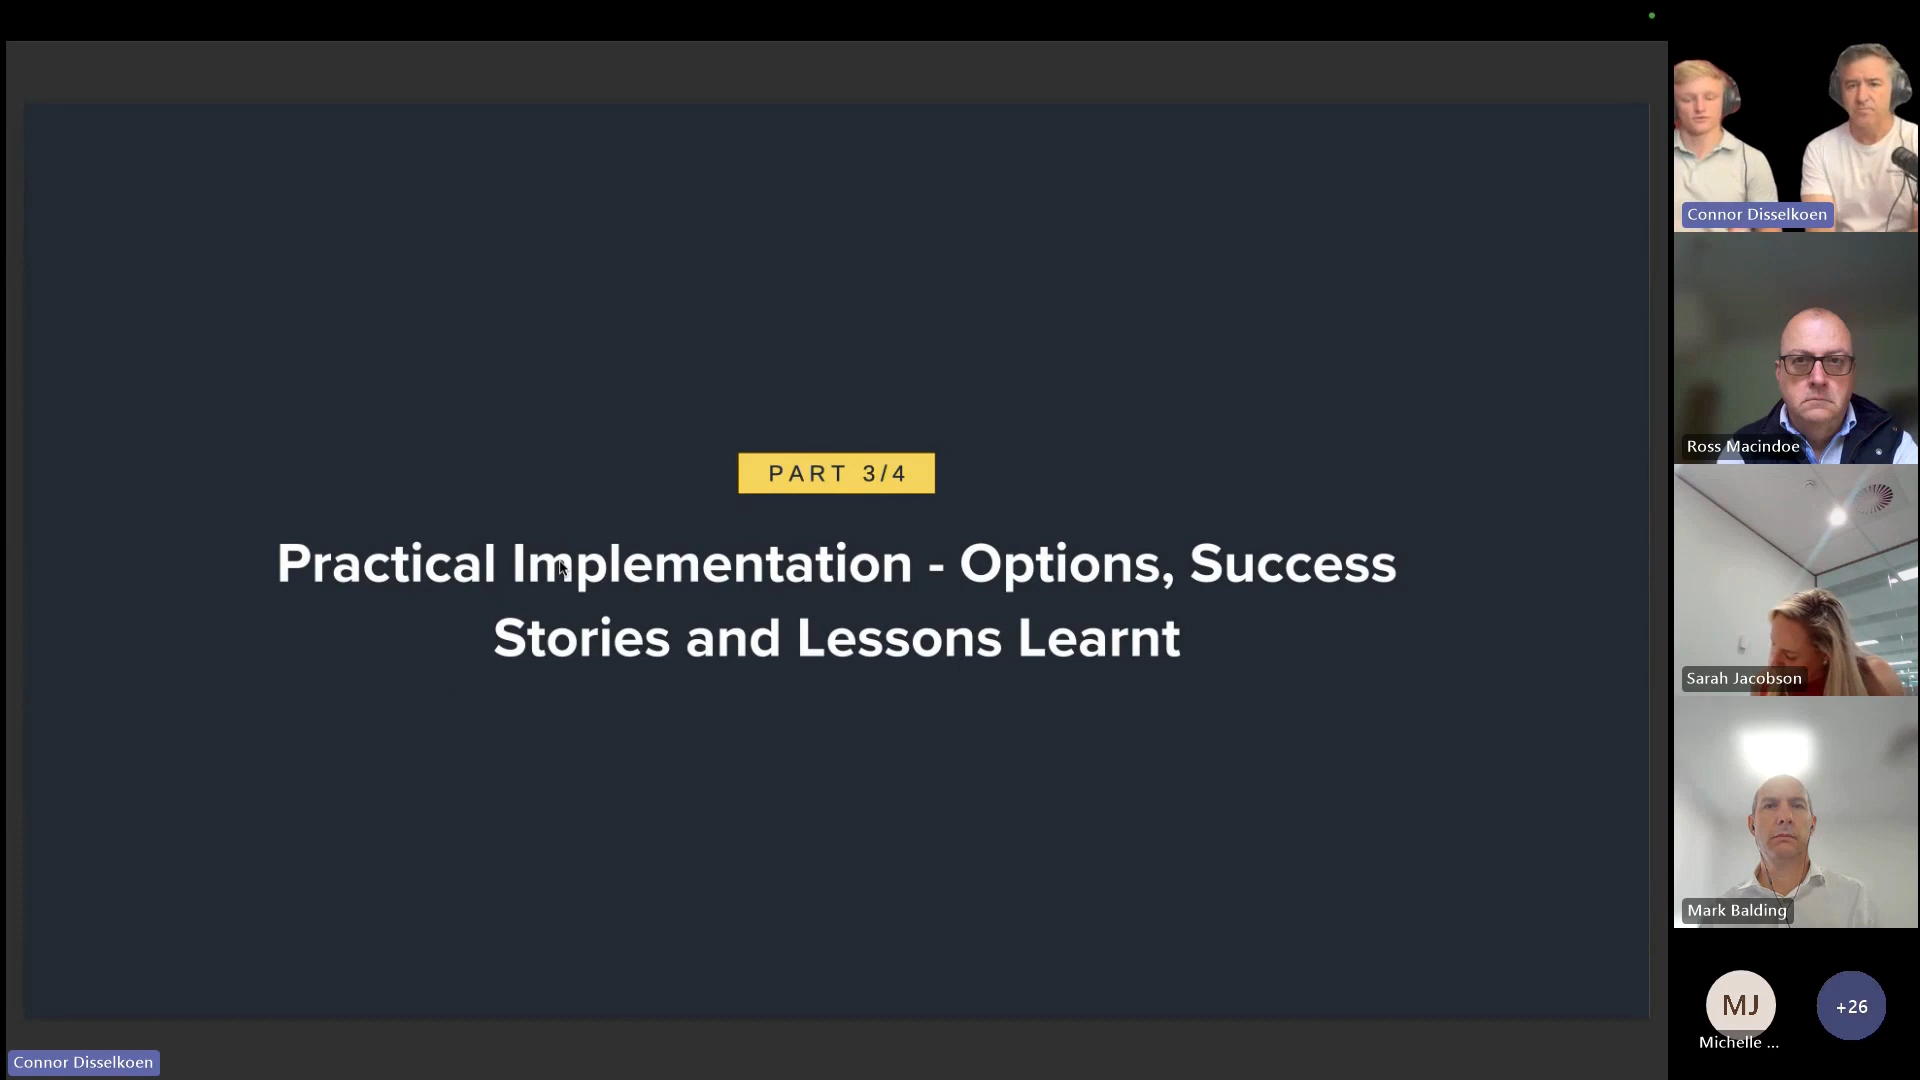 PART 3/4
Practical Implementation - Options, Success
Stories and Lessons Learnt
Connor Disselkoen
Connor Disselkoen
Ross Macindoe
Sarah Jacobson
Mark Balding
MJ
+26
Michelle ...